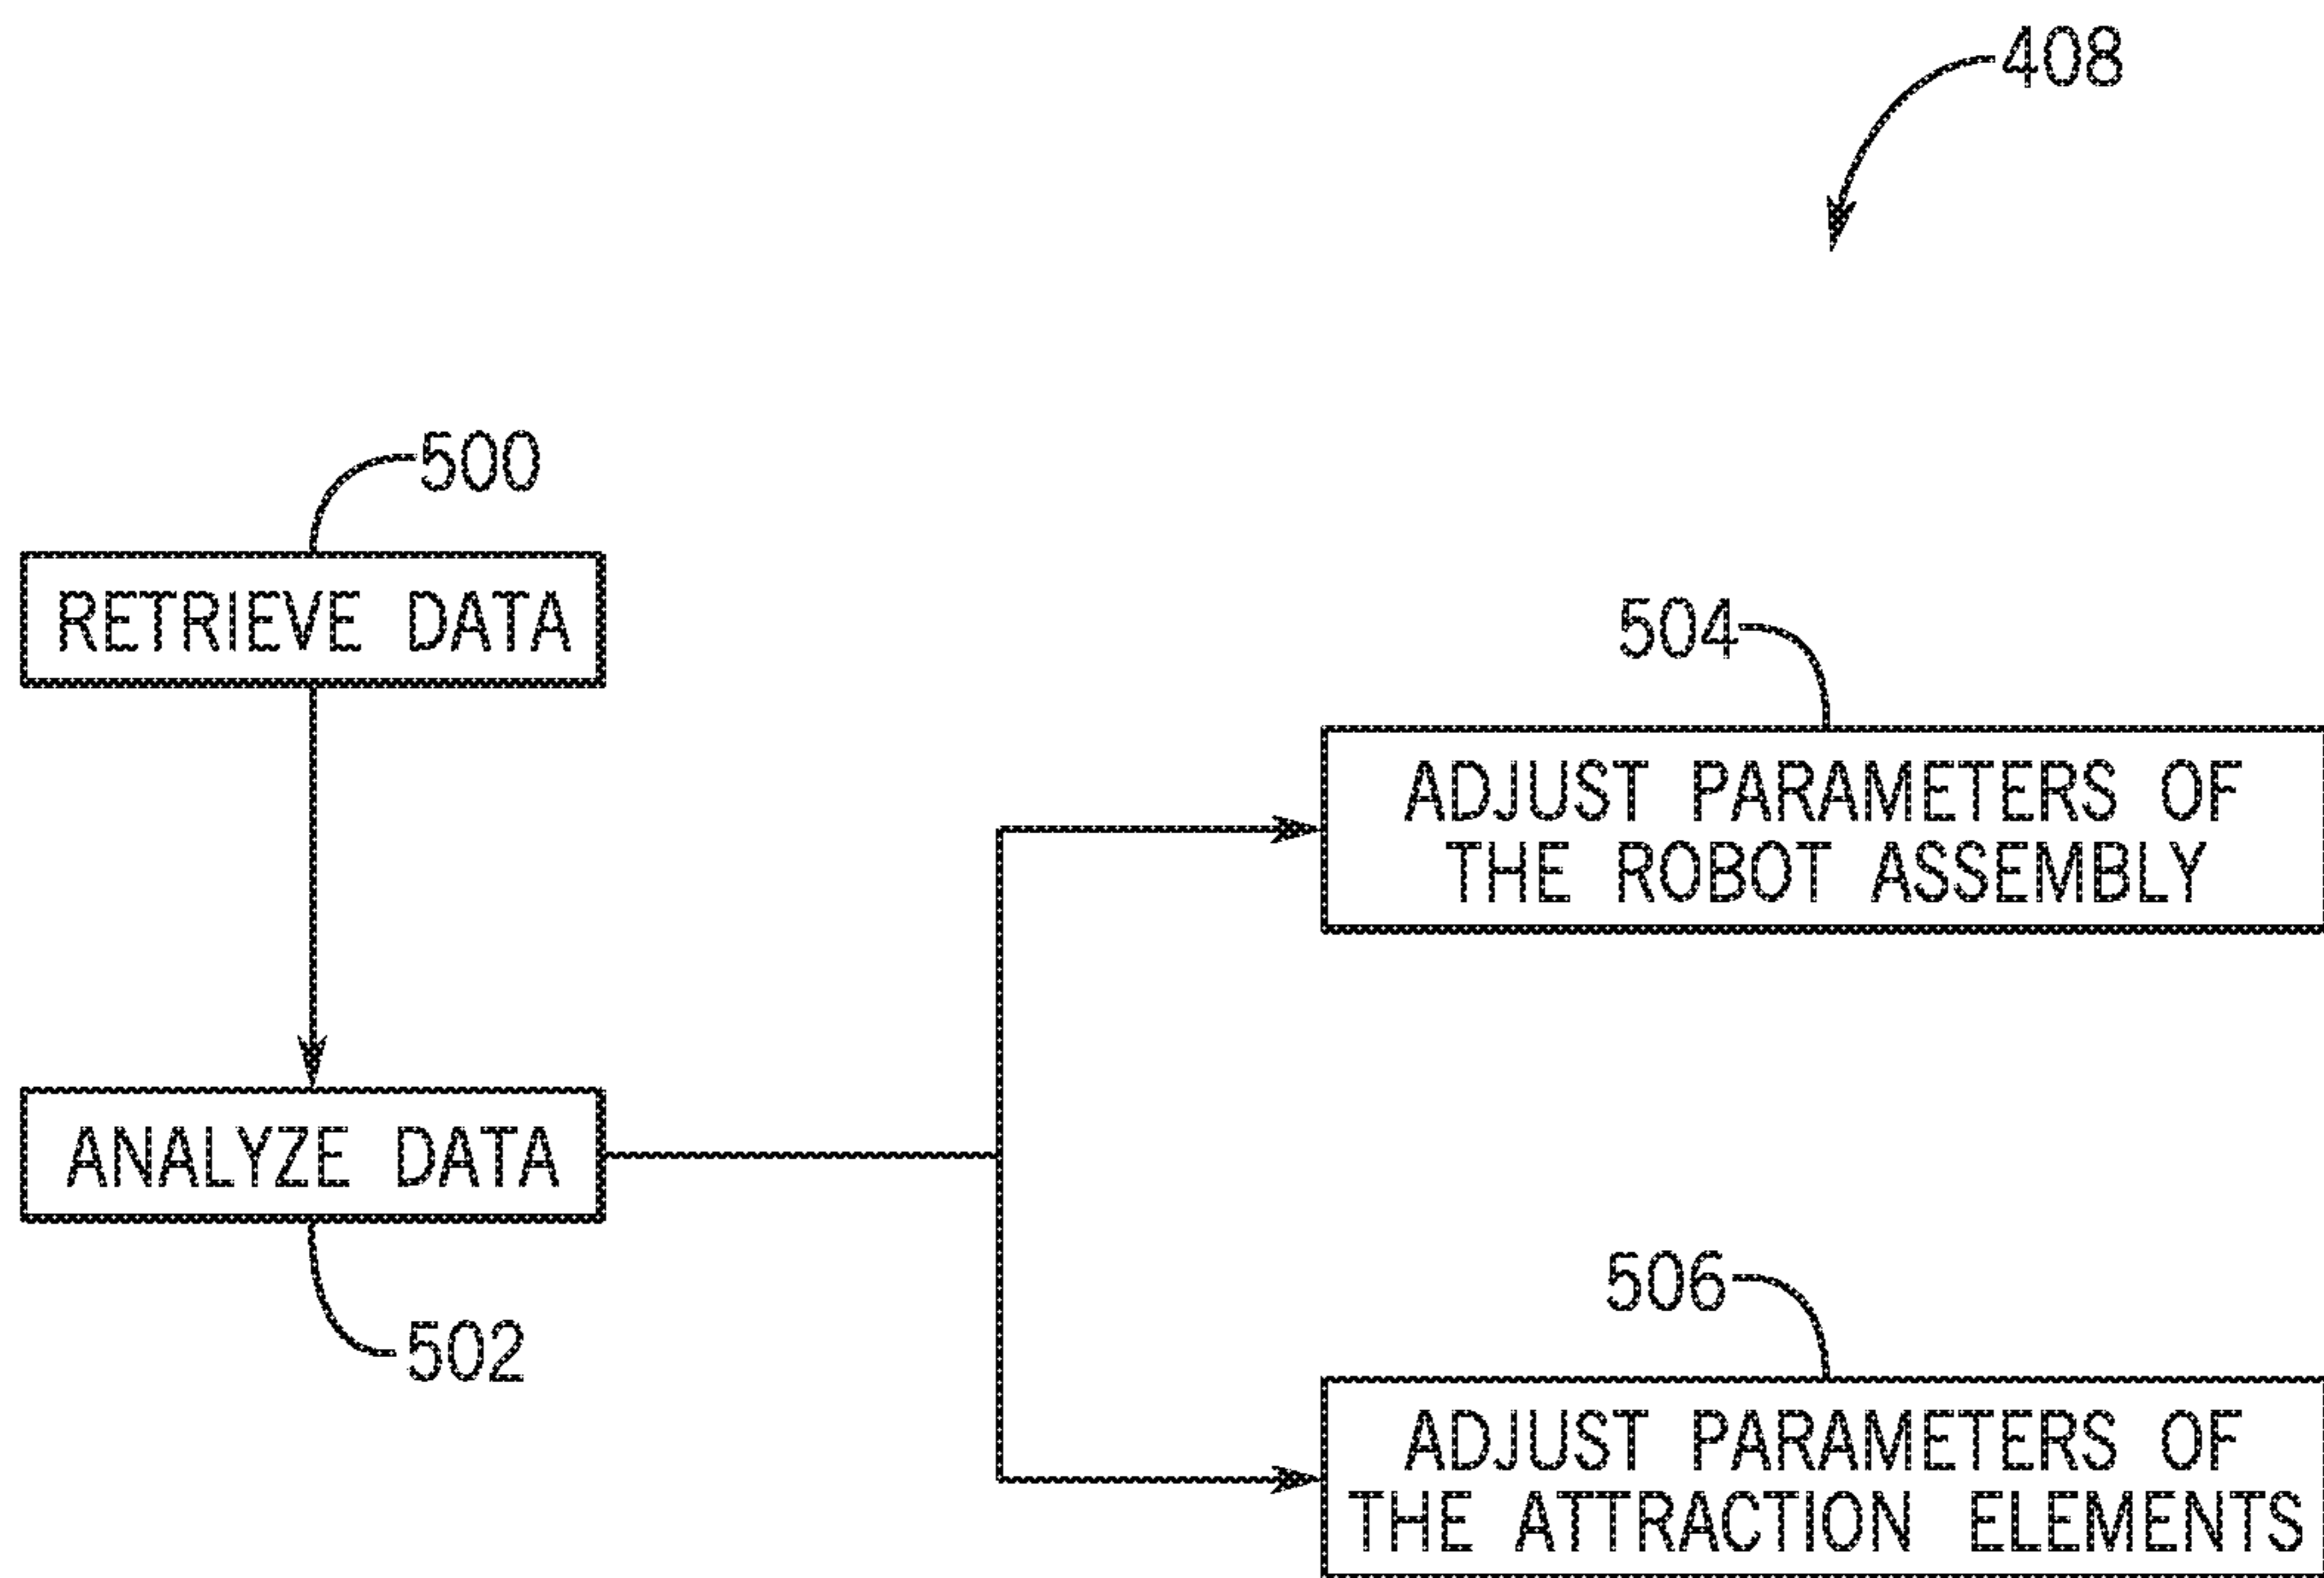 408
500
RETRIEVE DATA
504
ADJUST PARAMETERS OF
THE ROBOT ASSEMBLY
ANALYZE DATA
502
506
ADJUST PARAMETERS OF
THE ATTRACTION ELEMENTS